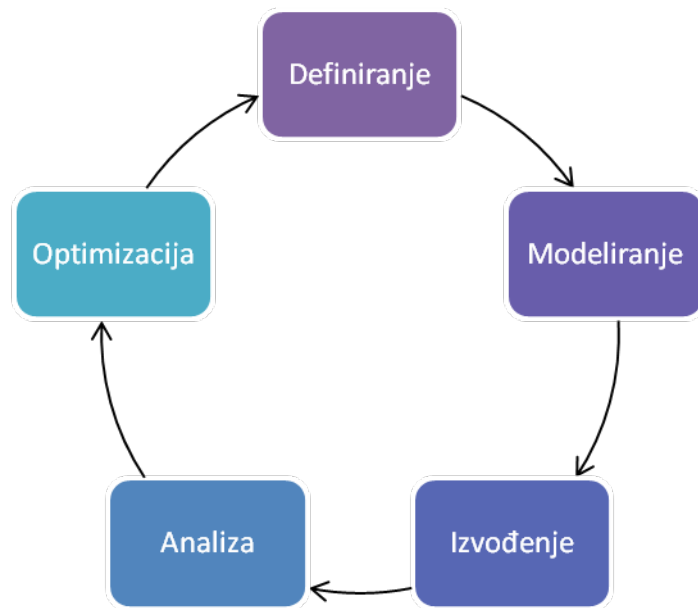 Definiranje
Modeliranje
Izvođenje
Analiza
Optimizacija